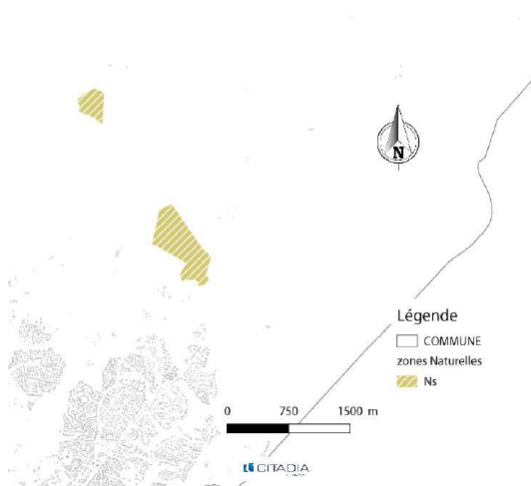 N
Légende
COMMUNE
zones Naturelles
Ns
0 750 1500 m
CITADIA